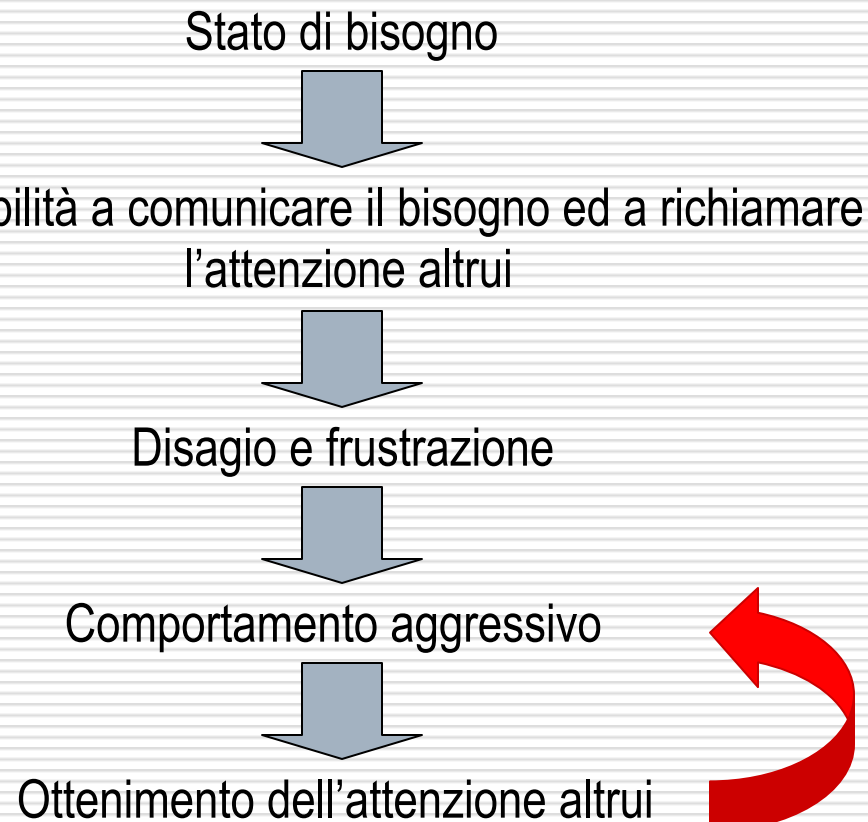 Stato di bisogno
bilità a comunicare il bisogno ed a richiamare
l’attenzione altrui
Disagio e frustrazione
Comportamento aggressivo
Ottenimento dell’attenzione altrui